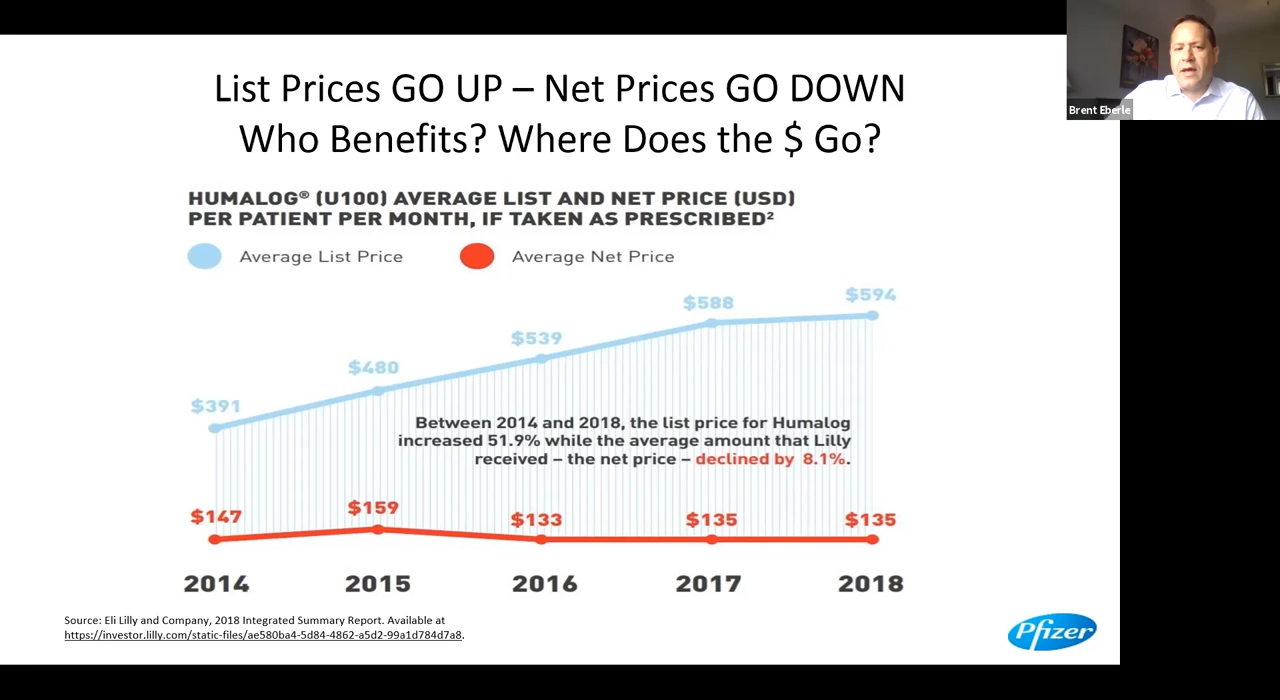 List Prices GO UP – Net Prices GO DOWN
Who Benefits? Where Does the $ Go?
Brent Eberle
HUMALOG® (U100) AVERAGE LIST AND NET PRICE (USD)
PER PATIENT PER MONTH, IF TAKEN AS PRESCRIBED²
Average List Price
Average Net Price
$391
$480
$539
$588
$594
Between 2014 and 2018, the list price for Humalog
increased 51.9% while the average amount that Lilly
received – the net price – declined by 8.1%.
$147
$159
$133
$135
$135
2014
2015
2016
2017
2018
Source: Eli Lilly and Company, 2018 Integrated Summary Report. Available at
https://investor.lilly.com/static-files/ae580ba4-5d84-4862-a5d2-99a1d784d7a8.
Pfizer